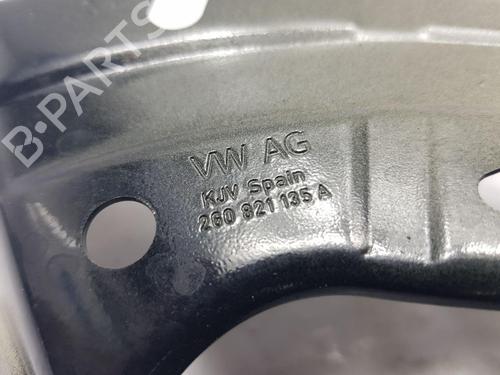 B-PARTS
VW AG
KJV Spain
2G0 821 135 A